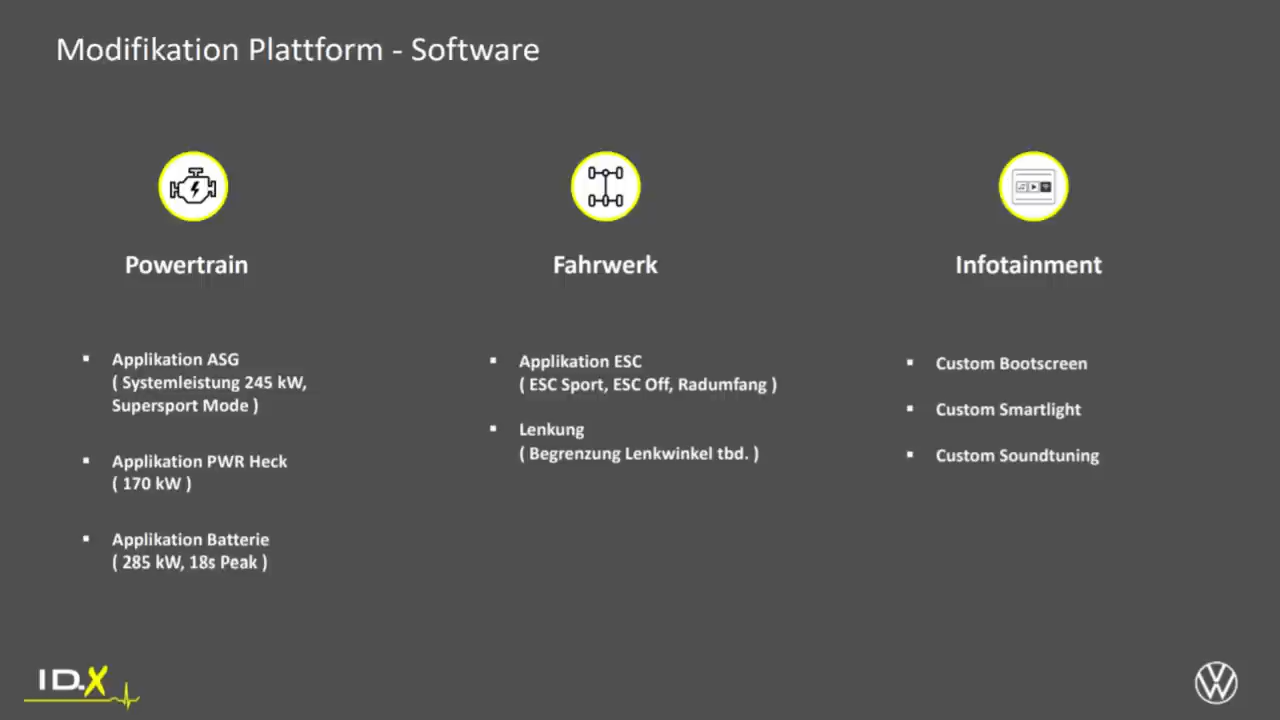 Modifikation Plattform - Software
Powertrain
▪ Applikation ASG
( Systemleistung 245 kW,
Supersport Mode )
▪ Applikation PWR Heck
( 170 kW )
▪ Applikation Batterie
( 285 kW, 18s Peak )
Fahrwerk
▪ Applikation ESC
( ESC Sport, ESC Off, Radumfang )
▪ Lenkung
( Begrenzung Lenkwinkel tbd. )
Infotainment
▪ Custom Bootscreen
▪ Custom Smartlight
▪ Custom Soundtuning
ID.X